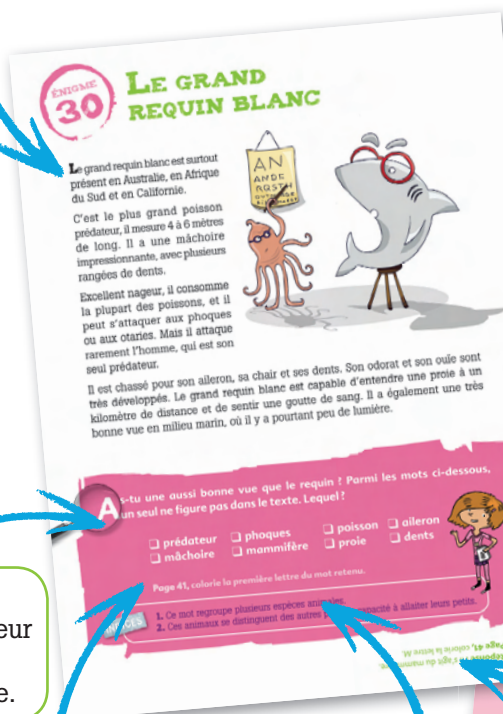 ÉNIGME
30
LE GRAND
REQUIN BLANC
Le grand requin blanc est surtout
présent en Australie, en Afrique
du Sud et en Californie.
C'est le plus grand poisson
prédateur, il mesure 4 à 6 mètres
de long. Il a une mâchoire
impressionnante, avec plusieurs
rangées de dents.
Excellent nageur, il consomme
la plupart des poissons, et il
peut s'attaquer aux phoques
ou aux otaries. Mais il attaque
rarement l'homme, qui est son
seul prédateur.
AN
Il est chassé pour son aileron, sa chair et ses dents. Son odorat et son ouïe sont
très développés. Le grand requin blanc est capable d'entendre une proie à un
kilomètre de distance et de sentir une goutte de sang. Il a également une très
bonne vue en milieu marin, où il y a pourtant peu de lumière.
As-tu une aussi bonne vue que le requin ? Parmi les mots ci-dessous,
un seul ne figure pas dans le texte. Lequel ?
prédateur phoques poisson aileron
mâchoire mammifère proie dents
Page 41, colorie la première lettre du mot retenu.
INDICES
1. Ce mot regroupe plusieurs espèces animales.
2. Ces animaux se distinguent des autres capacité à allaiter leurs petits.
s'agit du
Page 41, colorie la lettre M.
eur
e.